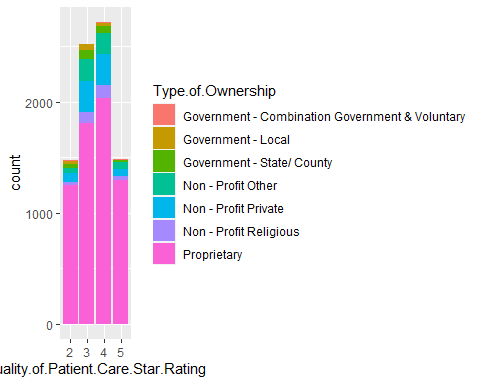 Type.of.Ownership
Government - Combination Government & Voluntary
Government - Local
Government - State/ County
Non - Profit Other
Non - Profit Private
Non - Profit Religious
Proprietary
count
2000
1000
0
2 3 4 5
uality.of.Patient.Care.Star.Rating